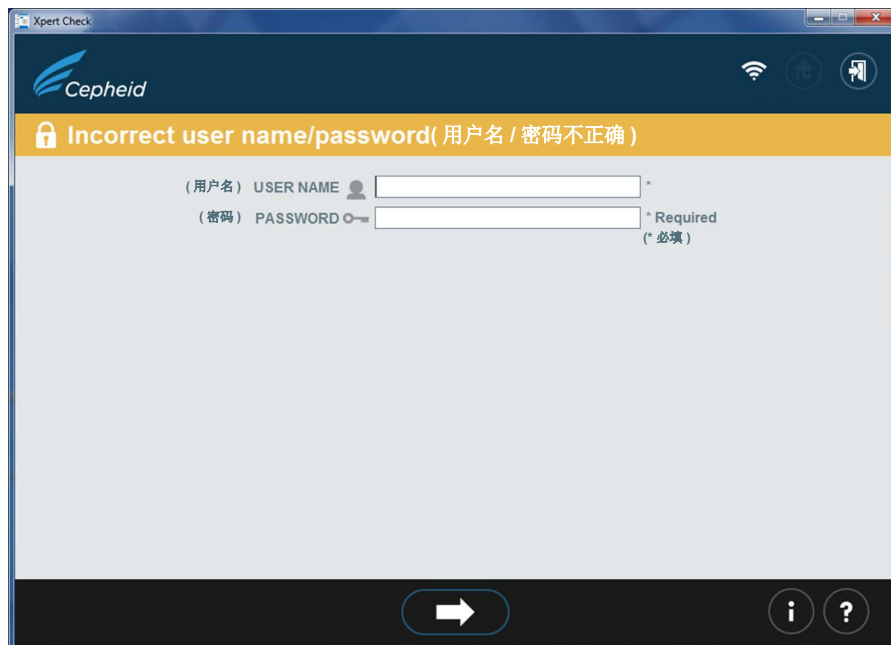 Xpert Check
Cepheid
Incorrect user name/password(用户名 / 密码不正确)
(用户名) USER NAME *
(密码) PASSWORD * Required
(* 必填)
i ?